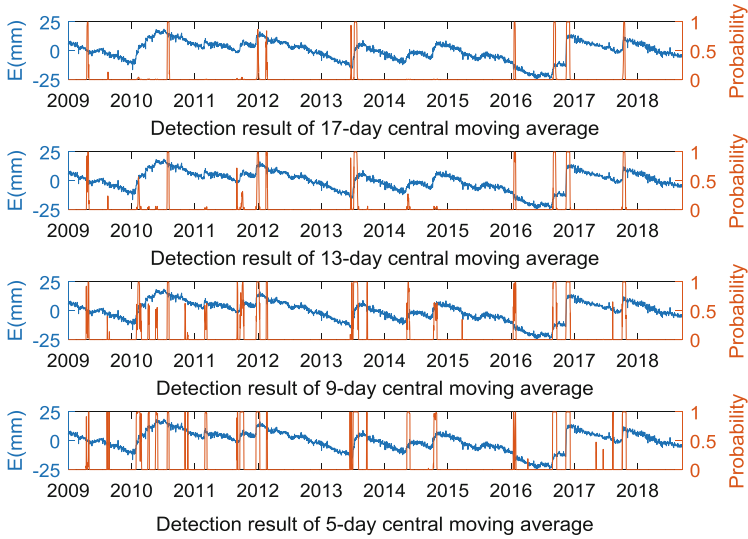 25 1
E(mm) 0 0.5 Probability
-25 0
2009 2010 2011 2012 2013 2014 2015 2016 2017 2018
Detection result of 17-day central moving average
25 1
E(mm) 0 0.5 Probability
-25 0
2009 2010 2011 2012 2013 2014 2015 2016 2017 2018
Detection result of 13-day central moving average
25 1
E(mm) 0 0.5 Probability
-25 0
2009 2010 2011 2012 2013 2014 2015 2016 2017 2018
Detection result of 9-day central moving average
25 1
E(mm) 0 0.5 Probability
-25 0
2009 2010 2011 2012 2013 2014 2015 2016 2017 2018
Detection result of 5-day central moving average